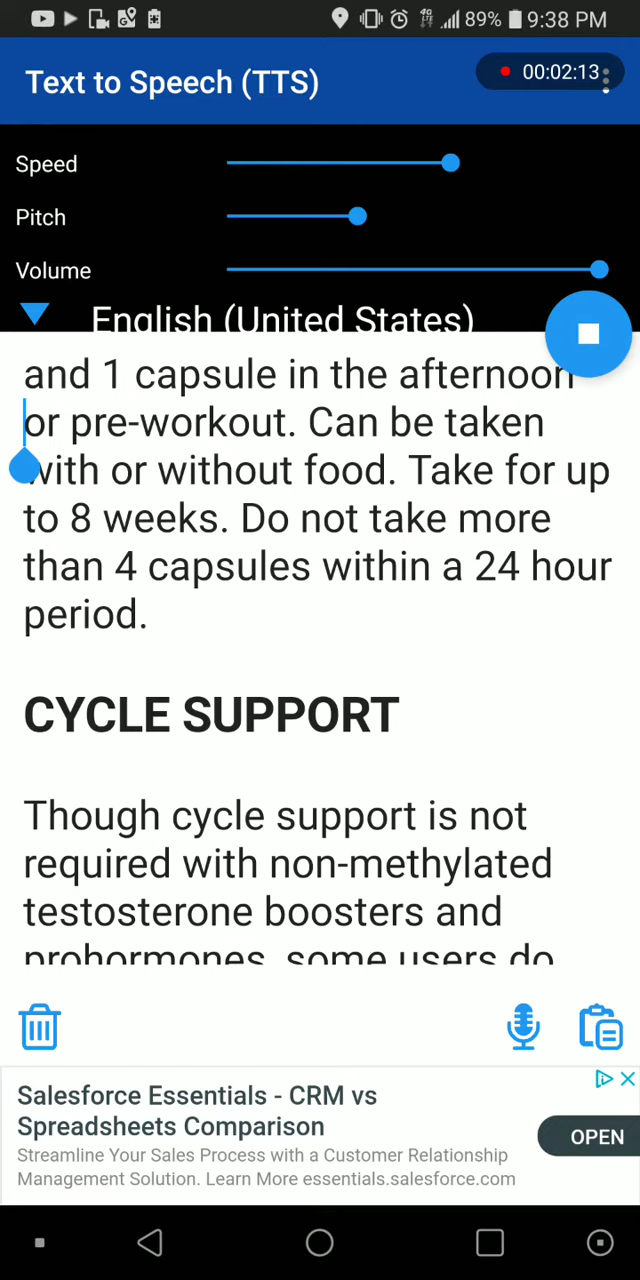 89% 9:38 PM
Text to Speech (TTS)
00:02:13
Speed
Pitch
Volume
English (United States)
and 1 capsule in the afternoon
or pre-workout. Can be taken
with or without food. Take for up
to 8 weeks. Do not take more
than 4 capsules within a 24 hour
period.
CYCLE SUPPORT
Though cycle support is not
required with non-methylated
testosterone boosters and
prohormones, some users do
Salesforce Essentials - CRM vs
Spreadsheets Comparison
Streamline Your Sales Process with a Customer Relationship
Management Solution. Learn More essentials.salesforce.com
OPEN